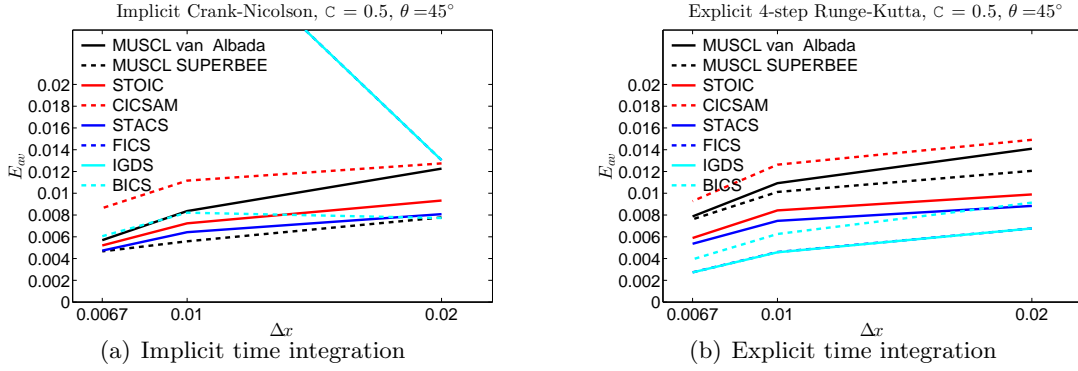 Implicit Crank-Nicolson, C = 0.5, θ =45°
MUSCL van Albada
MUSCL SUPERBEE
STOIC
CICSAM
STACS
FICS
IGDS
BICS
0.02
0.018
0.016
0.014
0.012
0.01
0.008
0.006
0.004
0.002
0
E_av
0.0067 0.01 0.02
Δx
(a) Implicit time integration
Explicit 4-step Runge-Kutta, C = 0.5, θ =45°
MUSCL van Albada
MUSCL SUPERBEE
STOIC
CICSAM
STACS
FICS
IGDS
BICS
0.02
0.018
0.016
0.014
0.012
0.01
0.008
0.006
0.004
0.002
0
E_av
0.0067 0.01 0.02
Δx
(b) Explicit time integration